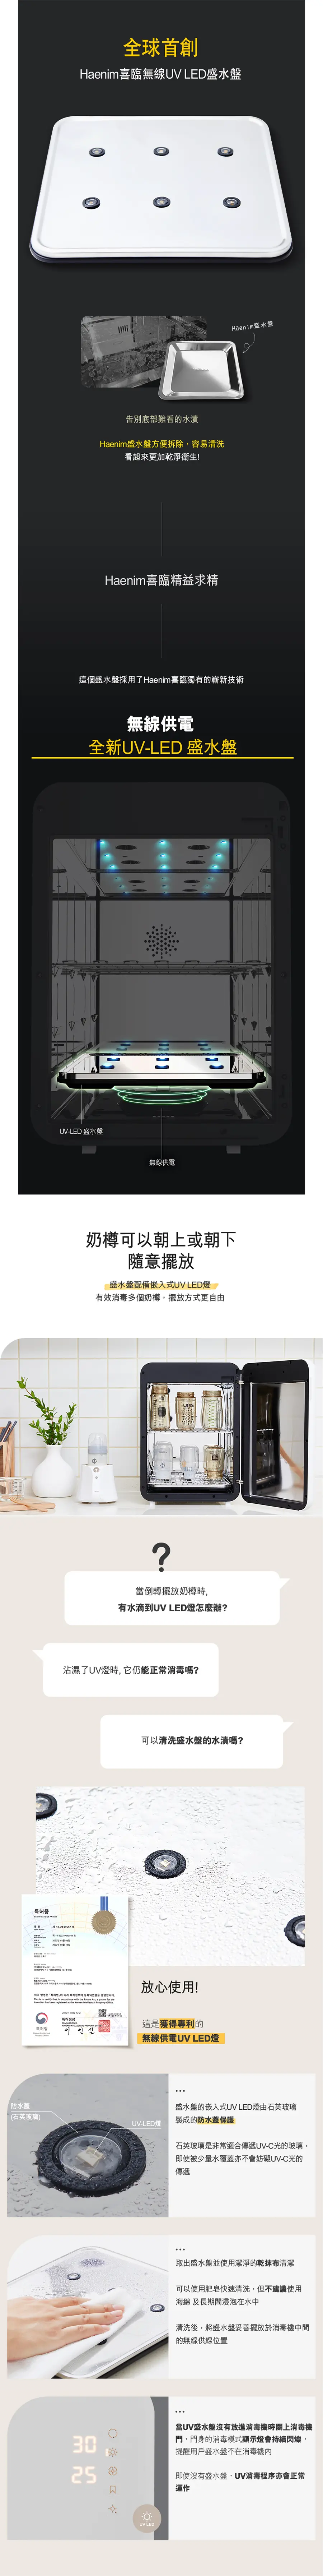 全球首創
Haenim喜臨無線UV LED盛水盤
Haenim盛水盤
告別底部難看的水漬
Haenim盛水盤方便拆除，容易清洗
看起來更加乾淨衛生!
Haenim喜臨精益求精
這個盛水盤採用了Haenim喜臨獨有的嶄新技術
無線供電
全新UV-LED 盛水盤
UV-LED 盛水盤
無線供電
奶樽可以朝上或朝下
隨意擺放
盛水盤配備嵌入式UV LED燈
有效消毒多個奶樽，擺放方式更自由
?
當倒轉擺放奶樽時,
有水滴到UV LED燈怎麼辦?
沾濕了UV燈時, 它仍能正常消毒嗎?
可以清洗盛水盤的水漬嗎?
특허증
특허청장
放心使用!
這是獲得專利的
無線供電UV LED燈
防水蓋
(石英玻璃)
UV-LED燈
...
盛水盤的嵌入式UV LED燈由石英玻璃
製成的防水蓋保護
石英玻璃是非常適合傳遞UV-C光的玻璃，
即使被少量水覆蓋亦不會妨礙UV-C光的
傳遞
...
取出盛水盤並使用潔淨的乾抹布清潔
可以使用肥皂快速清洗，但不建議使用
海綿 及長期間浸泡在水中
清洗後，將盛水盤妥善擺放於消毒機中間
的無線供線位置
...
當UV盛水盤沒有放進消毒機時關上消毒機
門，門身的消毒模式顯示燈會持續閃爍，
提醒用戶盛水盤不在消毒機內
即使沒有盛水盤，UV消毒程序亦會正常
運作
30
25
UV LED